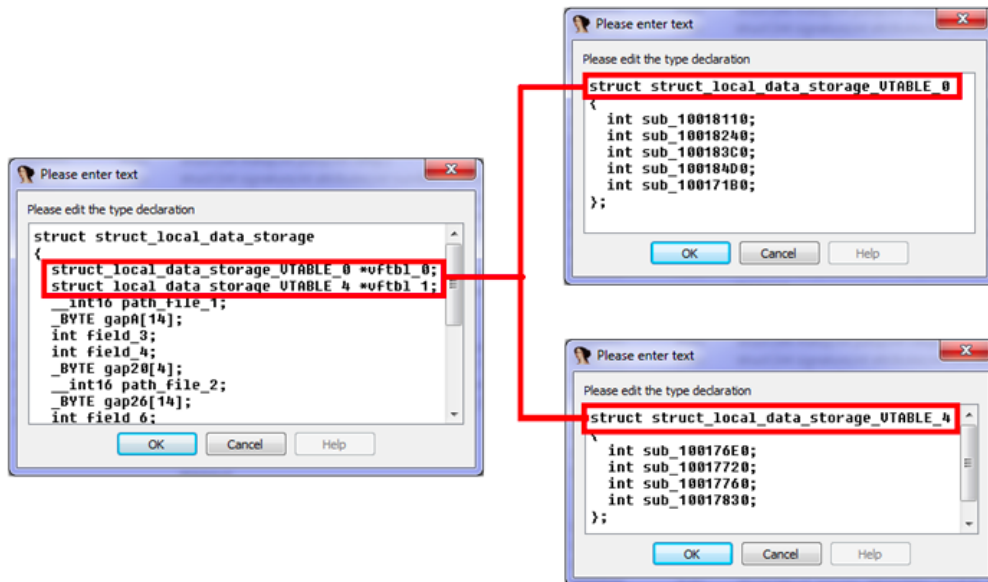 Please enter text
Please edit the type declaration
struct struct_local_data_storage
{
struct_local_data_storage_VTABLE_0 *vftbl_0;
struct_local_data_storage_VTABLE_4 *vftbl_1;
__int16 path_file_1;
_BYTE gapA[14];
int field_3;
int field_4;
_BYTE gap20[4];
__int16 path_file_2;
_BYTE gap26[14];
int field_6;
OK
Cancel
Help
Please enter text
Please edit the type declaration
struct struct_local_data_storage_VTABLE_0
{
int sub_10018110;
int sub_10018240;
int sub_100183C0;
int sub_100184D0;
int sub_100171B0;
};
OK
Cancel
Help
Please enter text
Please edit the type declaration
struct struct_local_data_storage_VTABLE_4
{
int sub_100176E0;
int sub_10017720;
int sub_10017760;
int sub_10017830;
};
OK
Cancel
Help